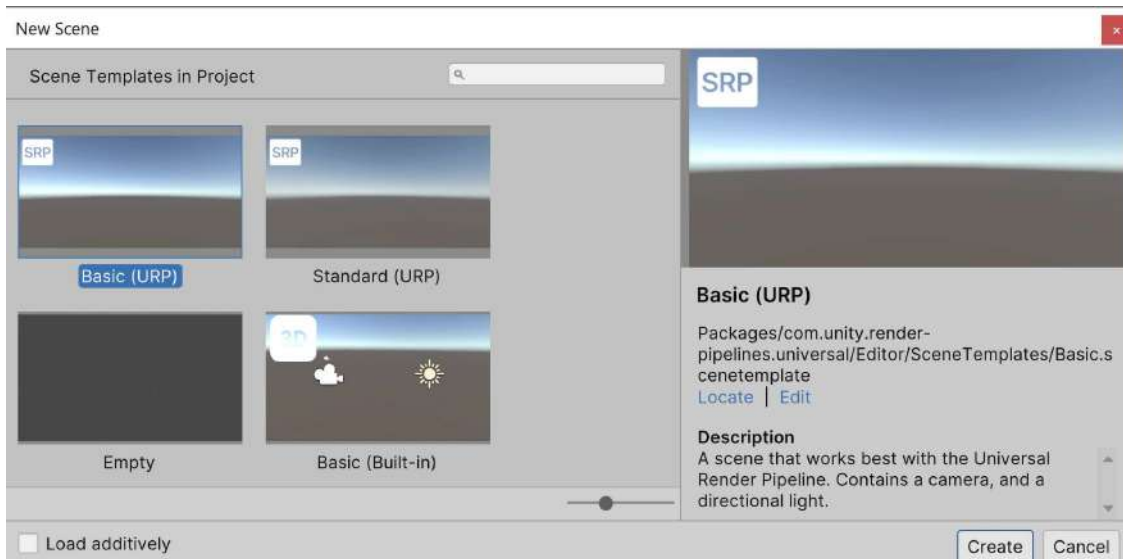 New Scene
Scene Templates in Project
SRP
SRP
Basic (URP)
Standard (URP)
3D
Empty
Basic (Built-in)
Load additively
SRP
Basic (URP)
Packages/com.unity.render-
pipelines.universal/Editor/SceneTemplates/Basic.s
cenetemplate
Locate | Edit
Description
A scene that works best with the Universal
Render Pipeline. Contains a camera, and a
directional light.
Create
Cancel